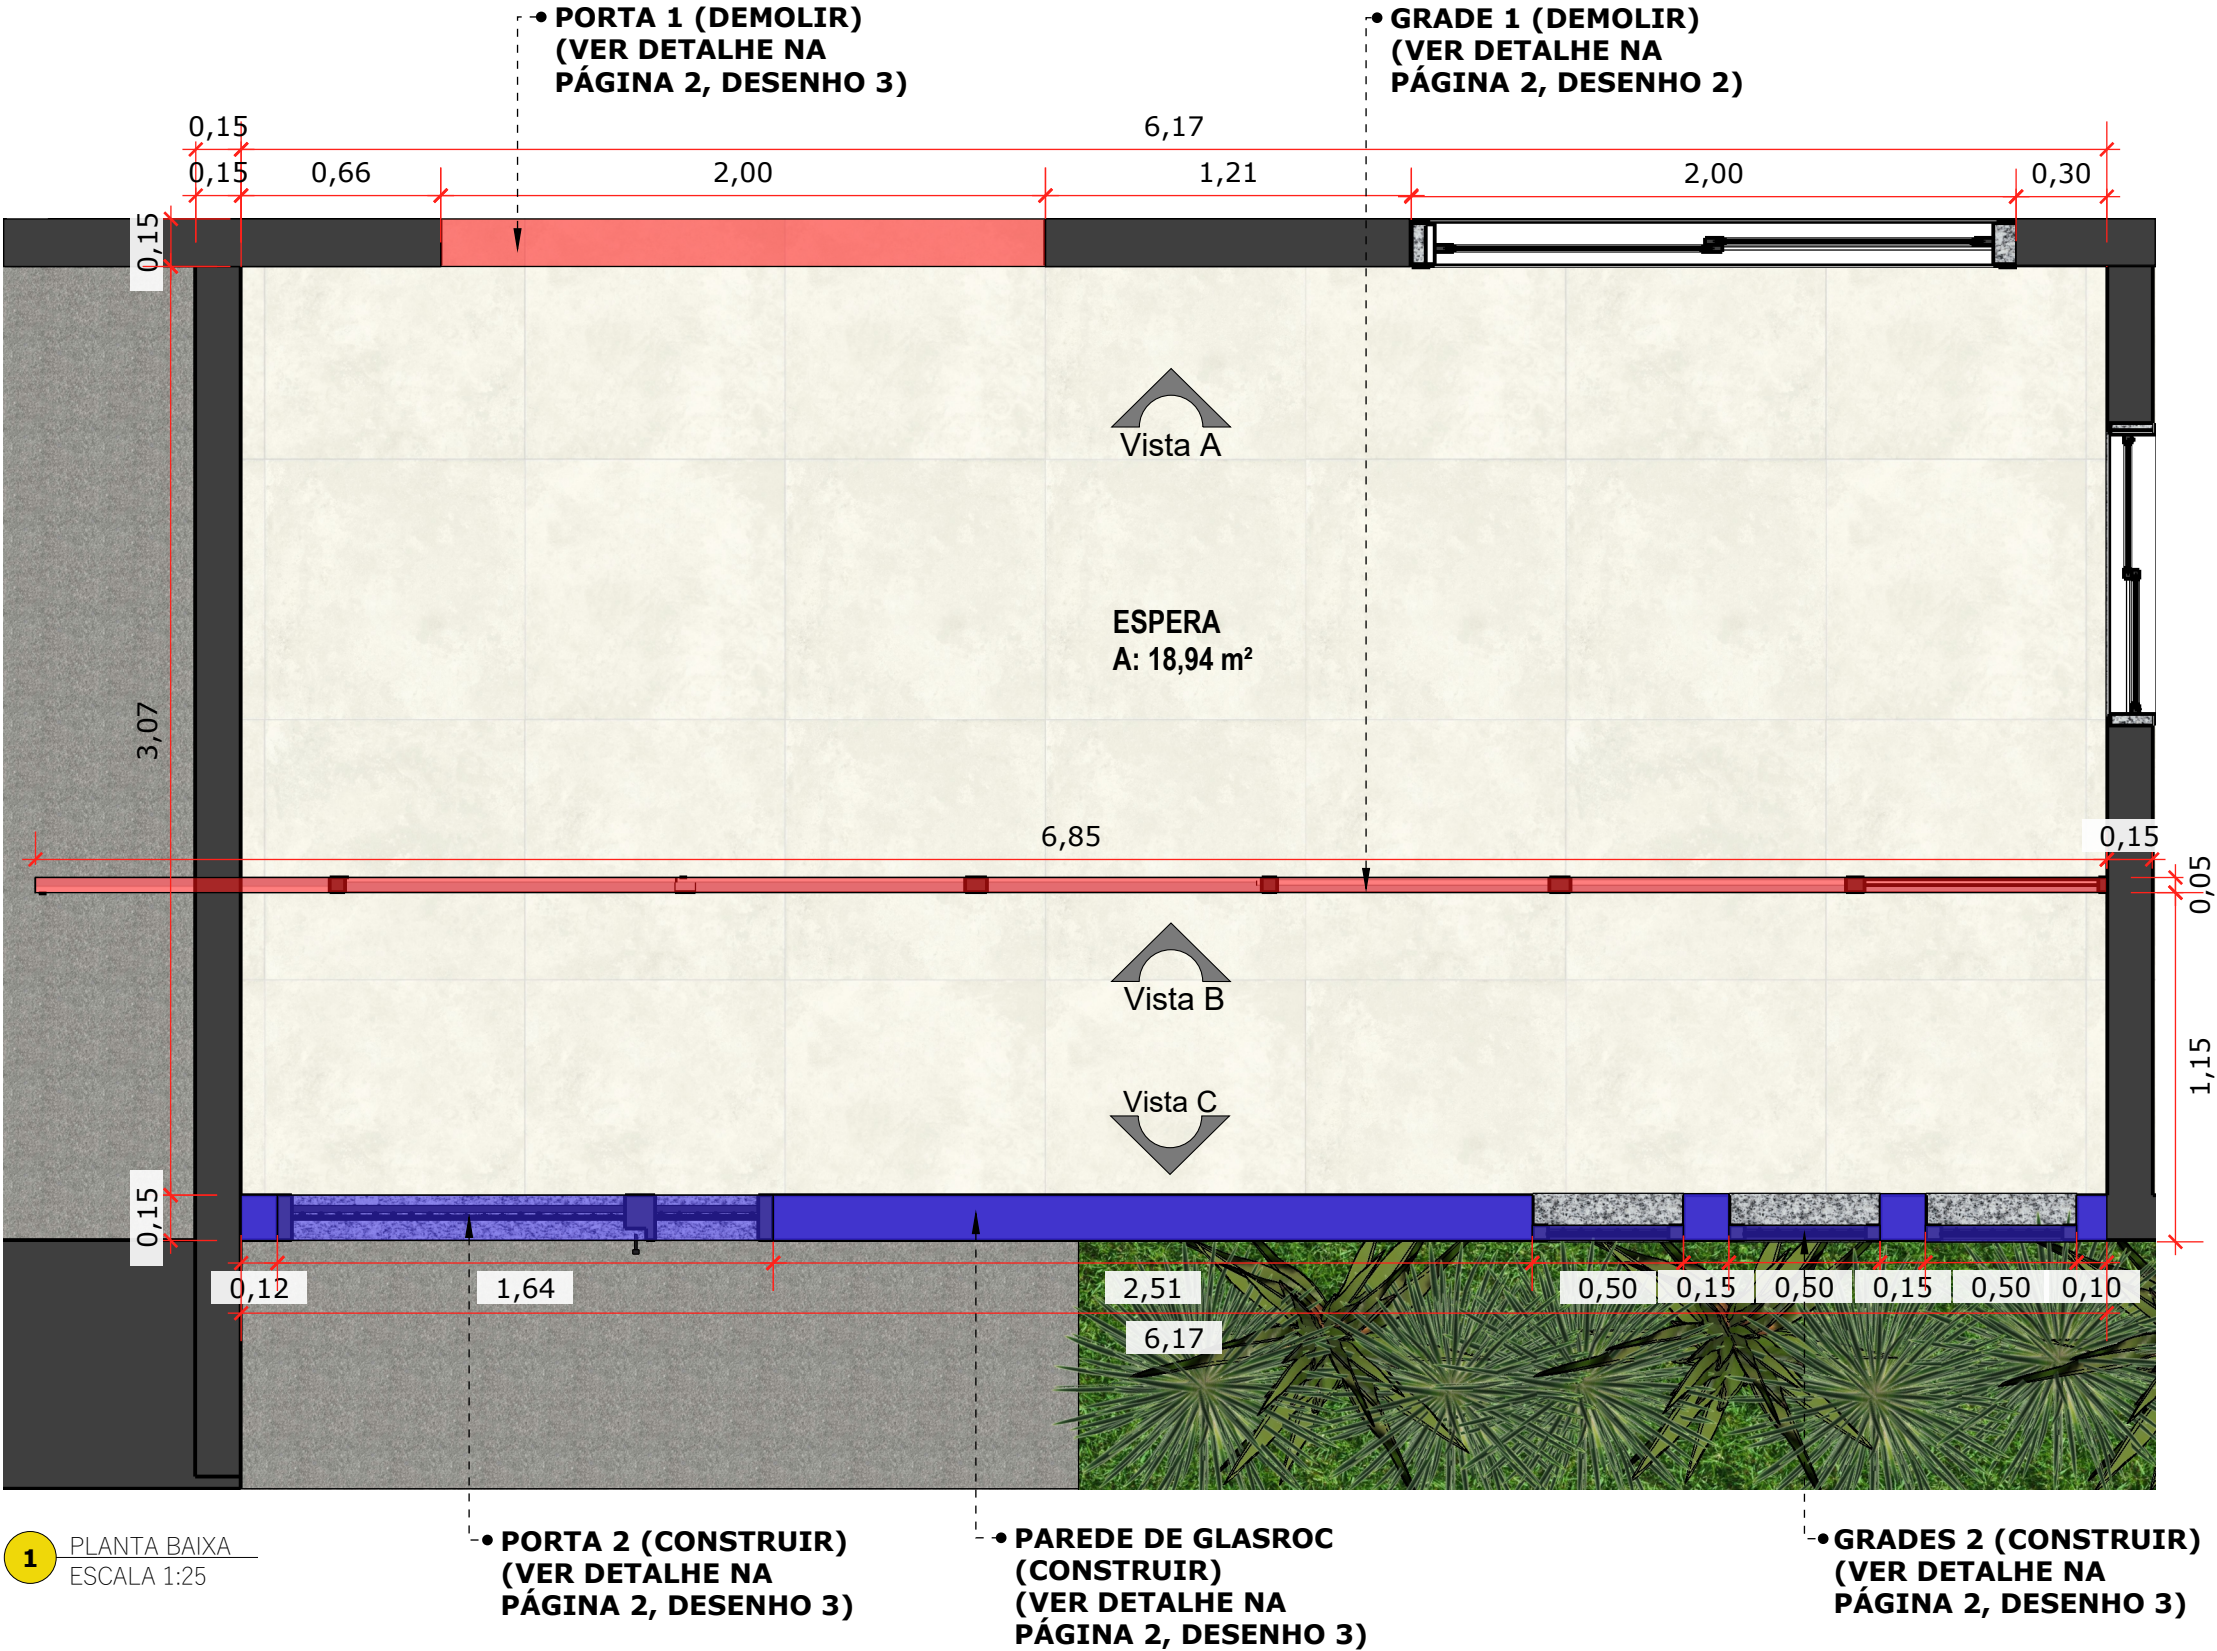 PORTA 1 (DEMOLIR)
(VER DETALHE NA
PÁGINA 2, DESENHO 3)
GRADE 1 (DEMOLIR)
(VER DETALHE NA
PÁGINA 2, DESENHO 2)
0,15
6,17
0,15
0,66
2,00
1,21
2,00
0,30
0,15
Vista A
ESPERA
A: 18,94 m²
3,07
6,85
0,15
0,05
Vista B
1,15
Vista C
0,15
0,12
1,64
2,51
0,50
0,15
0,50
0,15
0,50
0,10
6,17
1
PLANTA BAIXA
ESCALA 1:25
PORTA 2 (CONSTRUIR)
(VER DETALHE NA
PÁGINA 2, DESENHO 3)
PAREDE DE GLASROC
(CONSTRUIR)
(VER DETALHE NA
PÁGINA 2, DESENHO 3)
GRADES 2 (CONSTRUIR)
(VER DETALHE NA
PÁGINA 2, DESENHO 3)